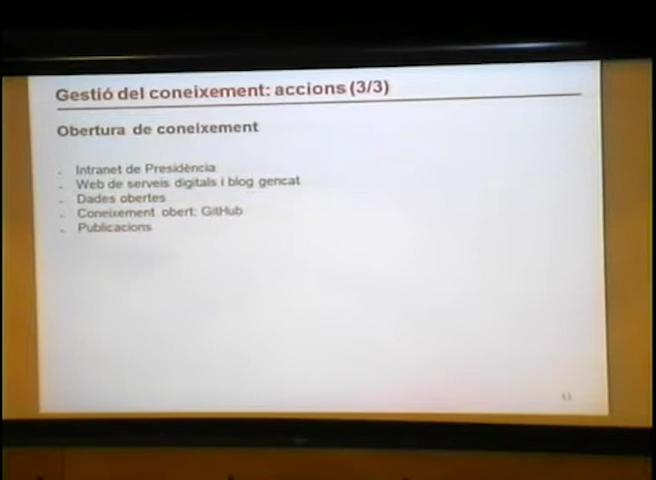 Gestió del coneixement: accions (3/3)
Obertura de coneixement
- Intranet de Presidència
- Web de serveis digitals i blog gencat
- Dades obertes
- Coneixement obert: GitHub
- Publicacions